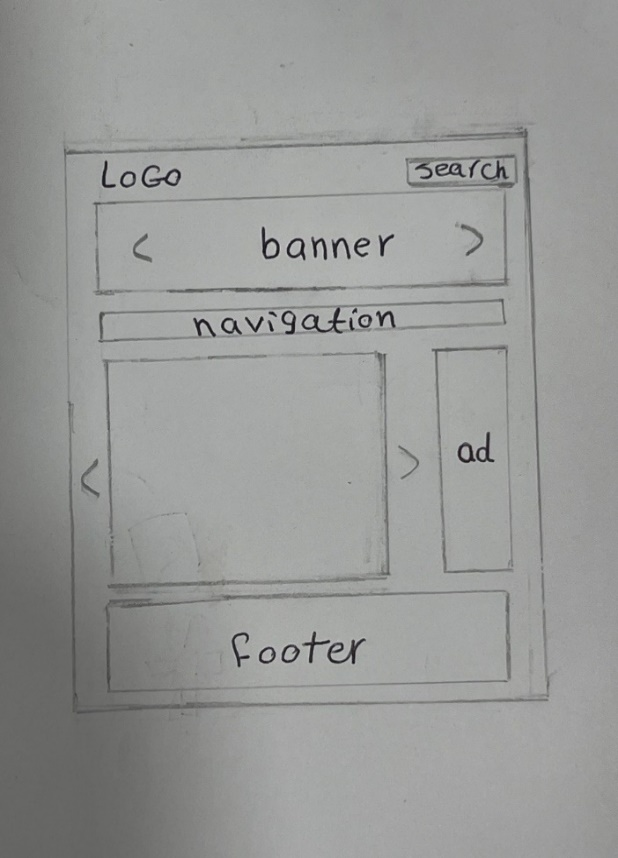 LOGO
search
< banner >
navigation
< >
ad
footer